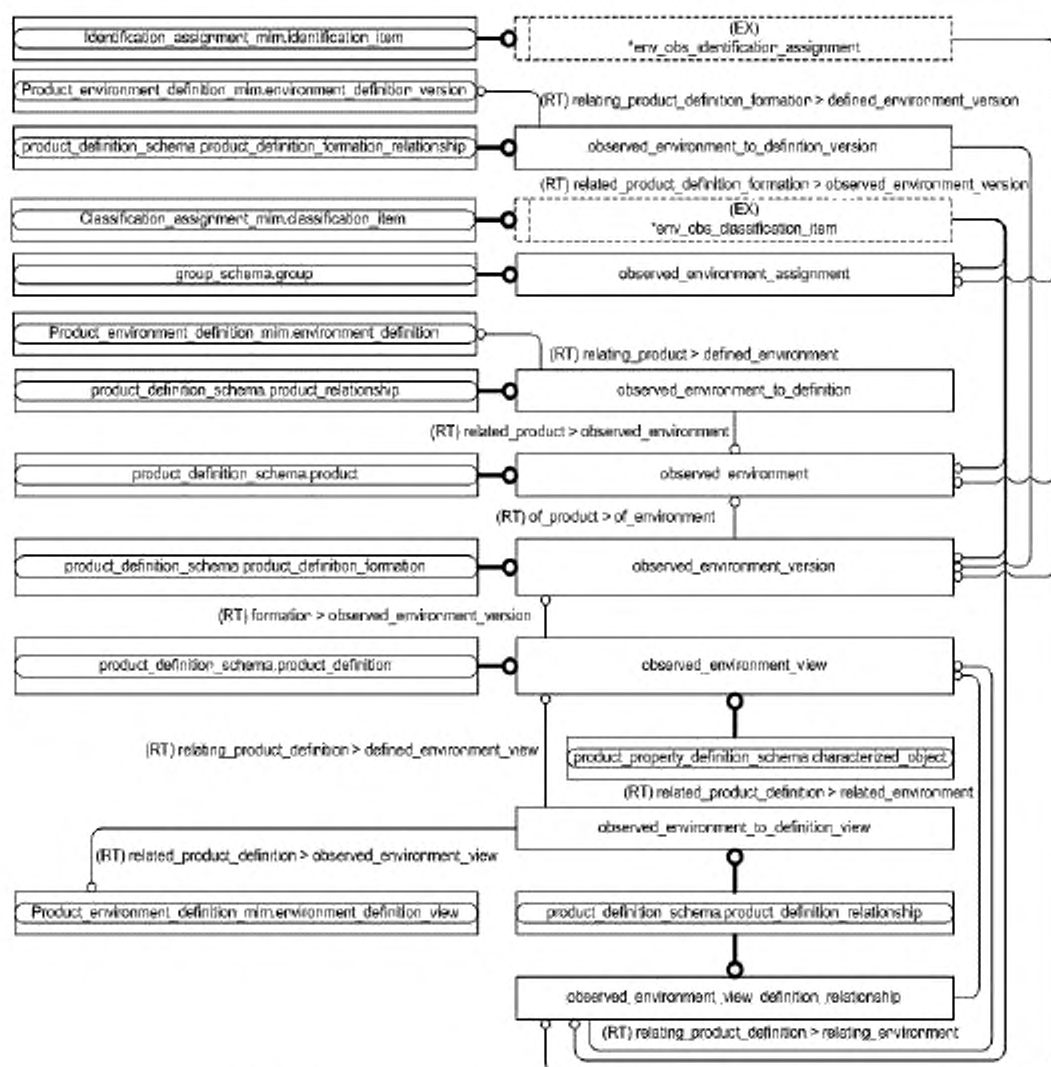 Identification_assignment_mim.identification_item
(EX)
*env_obs_identification_assignment
Product_environment_definition_mim.environment_definition_version
(RT) relating_product_definition_formation > defined_environment_version
product_definition_schema.product_definition_formation_relationship
observed_environment_to_definition_version
(RT) related_product_definition_formation > observed_environment_version
Classification_assignment_mim.classification_item
(EX)
*env_obs_classification_item
group_schema.group
observed_environment_assignment
Product_environment_definition_mim.environment_definition
(RT) relating_product > defined_environment
product_definition_schema.product_relationship
observed_environment_to_definition
(RT) related_product > observed_environment
product_definition_schema.product
observed_environment
(RT) of_product > of_environment
product_definition_schema.product_definition_formation
observed_environment_version
(RT) formation > observed_environment_version
product_definition_schema.product_definition
observed_environment_view
(RT) relating_product_definition > defined_environment_view
product_property_definition_schema.characterized_object
(RT) related_product_definition > related_environment
observed_environment_to_definition_view
(RT) related_product_definition > observed_environment_view
Product_environment_definition_mim.environment_definition_view
product_definition_schema.product_definition_relationship
observed_environment_view_definition_relationship
(RT) relating_product_definition > relating_environment